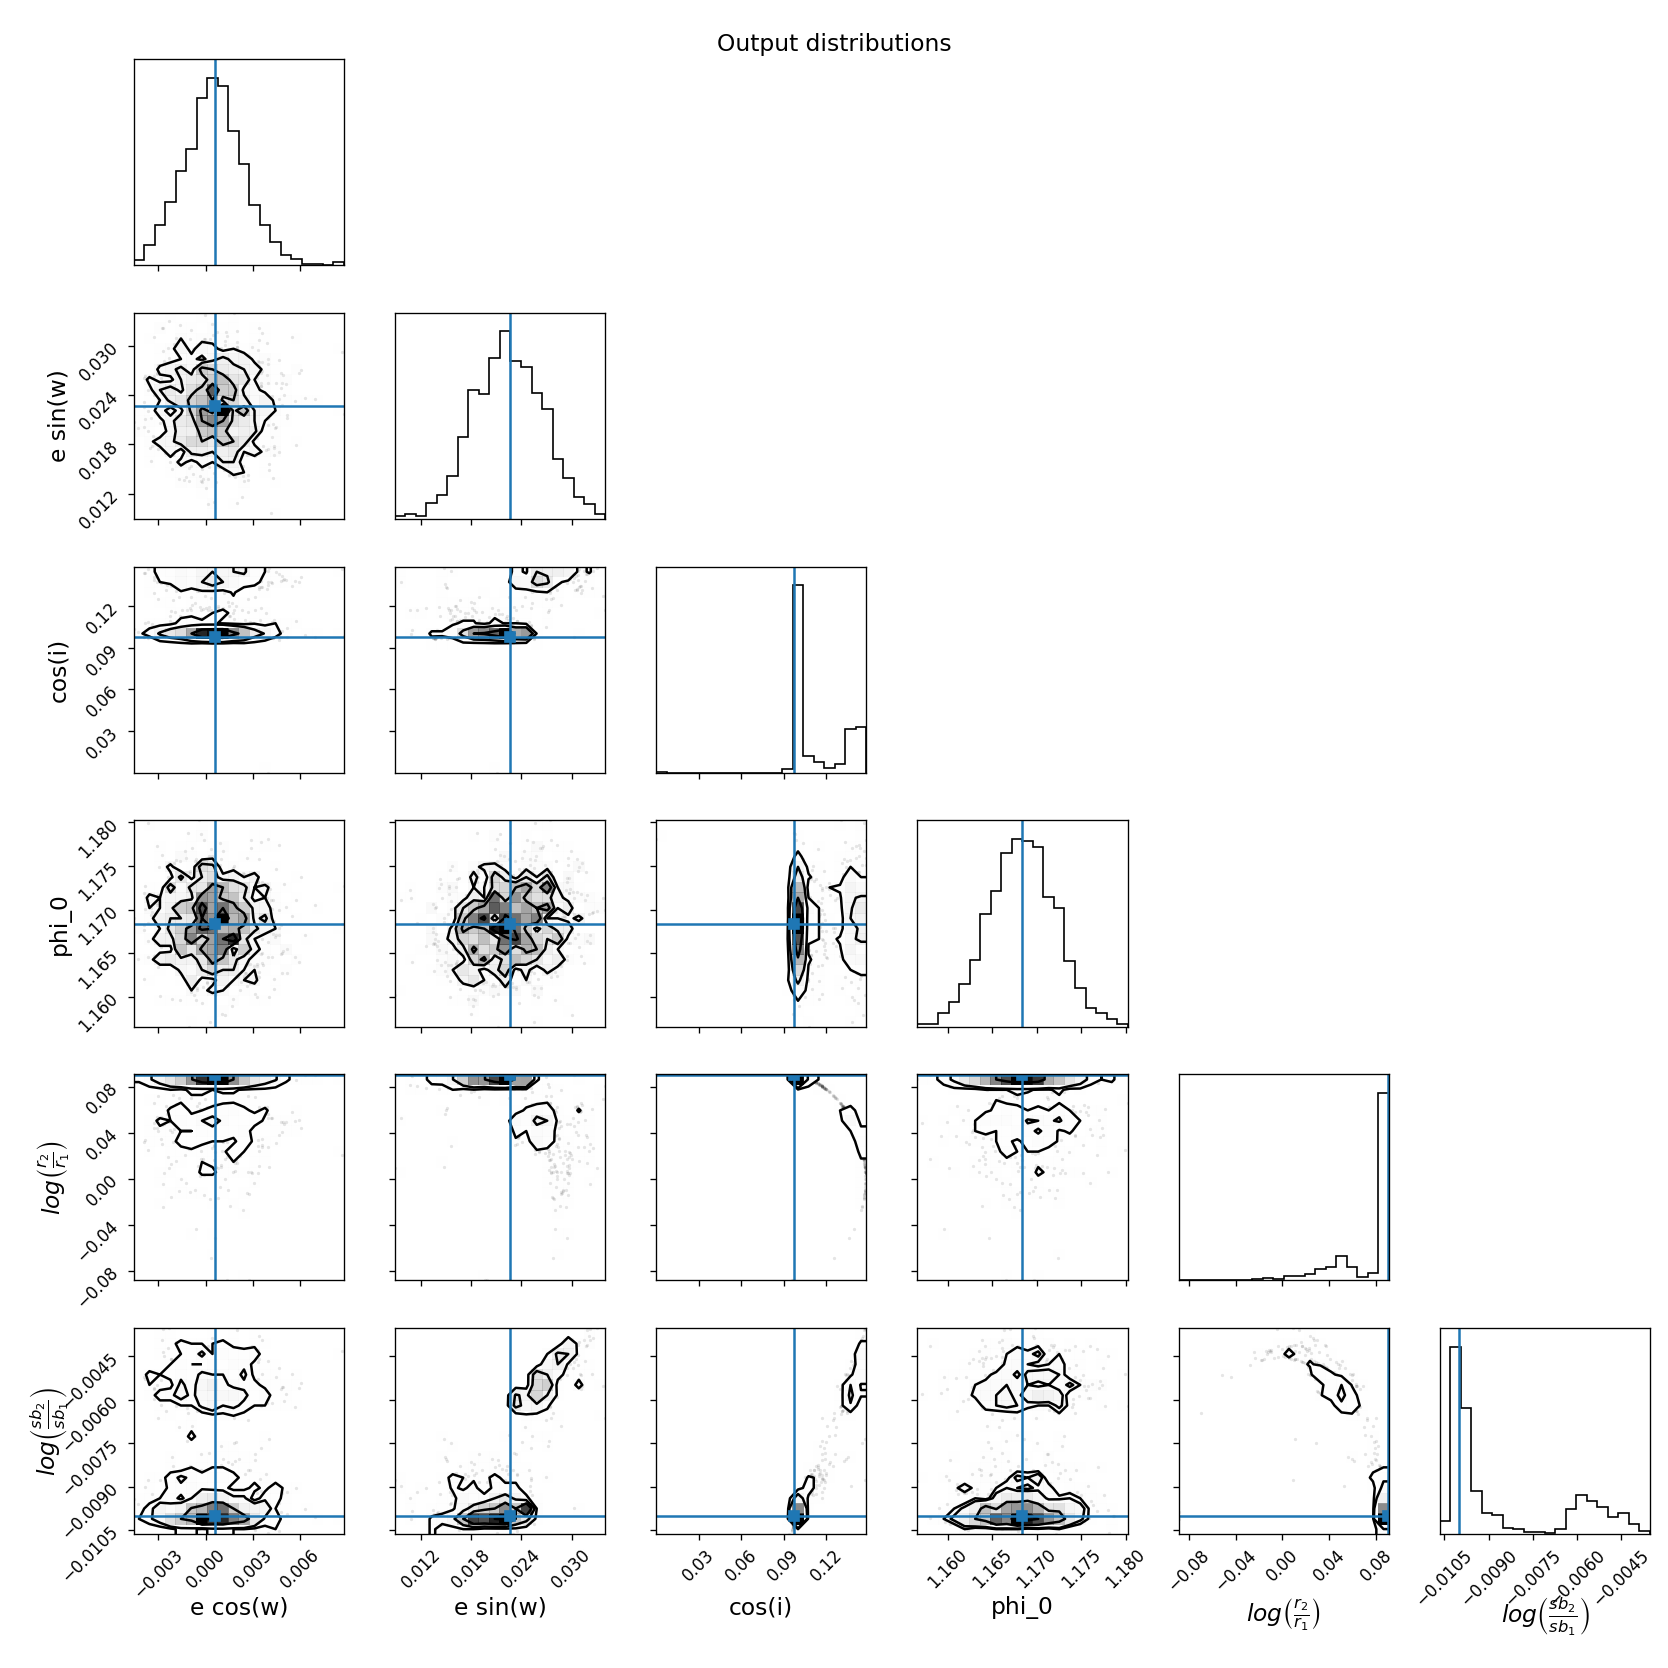 Output distributions
e sin(w)
0.030
0.024
0.018
0.012
cos(i)
0.12
0.09
0.06
0.03
phi_0
1.180
1.175
1.170
1.165
1.160
log(r₂/r₁)
0.08
0.04
0.00
−0.04
−0.08
log(sb₂/sb₁)
−0.0045
−0.0060
−0.0075
−0.0090
−0.0105
−0.003 0.000 0.003 0.006
0.012 0.018 0.024 0.030
0.03 0.06 0.09 0.12
1.160 1.165 1.170 1.175 1.180
−0.08 −0.04 0.00 0.04 0.08
−0.0105 −0.0090 −0.0075 −0.0060 −0.0045
e cos(w)
e sin(w)
cos(i)
phi_0
log(r₂/r₁)
log(sb₂/sb₁)